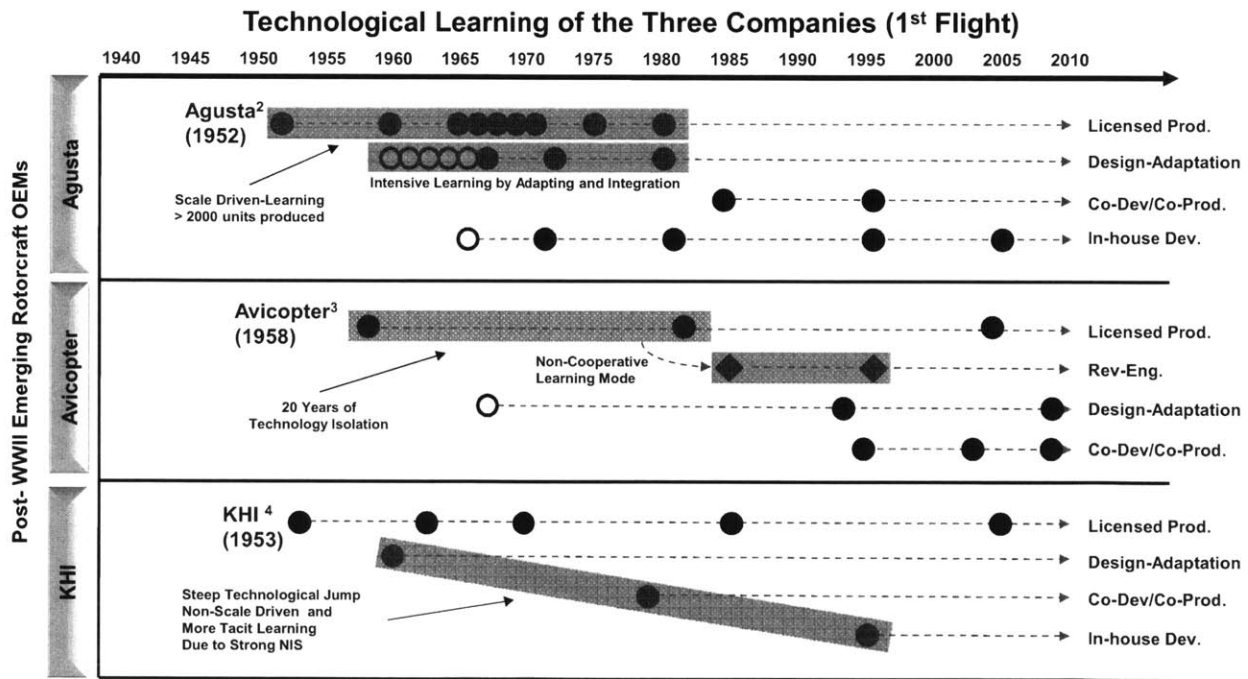 Technological Learning of the Three Companies (1st Flight)
1940 1945 1950 1955 1960 1965 1970 1975 1980 1985 1990 1995 2000 2005 2010
Post- WWII Emerging Rotorcraft OEMs
Agusta
Agusta2
(1952)
Licensed Prod.
Design-Adaptation
Intensive Learning by Adapting and Integration
Scale Driven-Learning
> 2000 units produced
Co-Dev/Co-Prod.
In-house Dev.
Avicopter
Avicopter3
(1958)
Licensed Prod.
Non-Cooperative
Learning Mode
Rev-Eng.
20 Years of
Technology Isolation
Design-Adaptation
Co-Dev/Co-Prod.
KHI
KHI 4
(1953)
Licensed Prod.
Design-Adaptation
Steep Technological Jump
Non-Scale Driven and
More Tacit Learning
Due to Strong NIS
Co-Dev/Co-Prod.
In-house Dev.